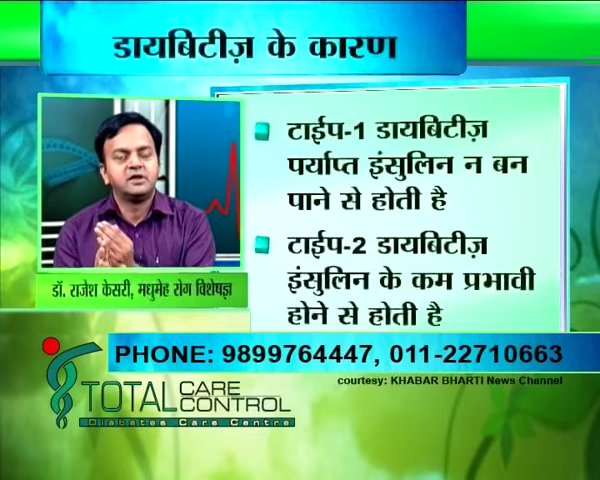 डायबिटीज़ के कारण
टाईप-1 डायबिटीज़
पर्याप्त इंसुलिन न बन
पाने से होती है
टाईप-2 डायबिटीज़
इंसुलिन के कम प्रभावी
होने से होती है
डॉ. राजेश केसरी, मधुमेह रोग विशेषज्ञ
PHONE: 9899764447, 011-22710663
courtesy: KHABAR BHARTI News Channel
TOTAL CARE CONTROL
Diabetes Care Centre